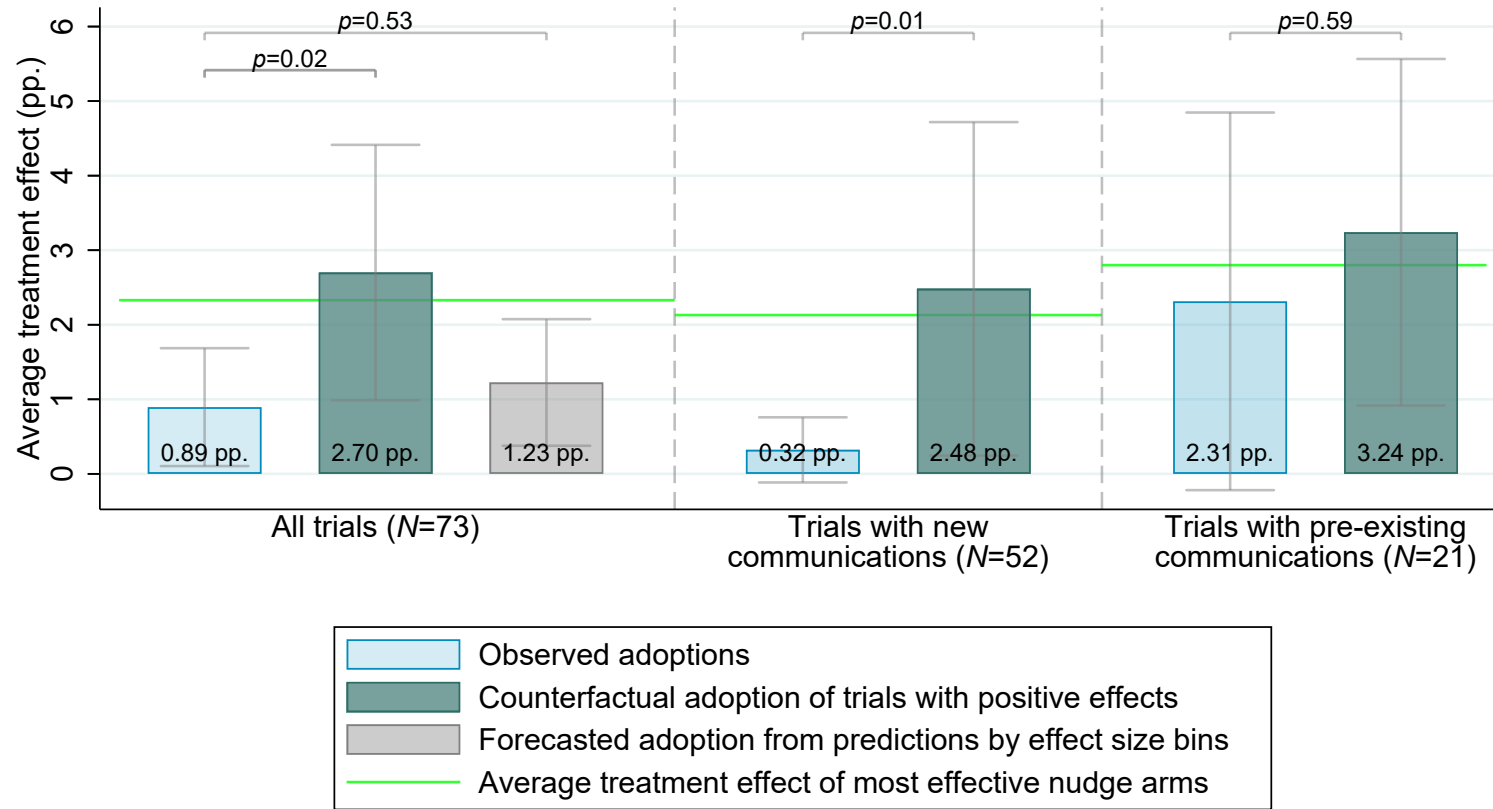 Average treatment effect (pp.)
6
5
4
3
2
1
0
p=0.53
p=0.02
p=0.01
p=0.59
0.89 pp.
2.70 pp.
1.23 pp.
0.32 pp.
2.48 pp.
2.31 pp.
3.24 pp.
All trials (N=73)
Trials with new
communications (N=52)
Trials with pre-existing
communications (N=21)
Observed adoptions
Counterfactual adoption of trials with positive effects
Forecasted adoption from predictions by effect size bins
Average treatment effect of most effective nudge arms